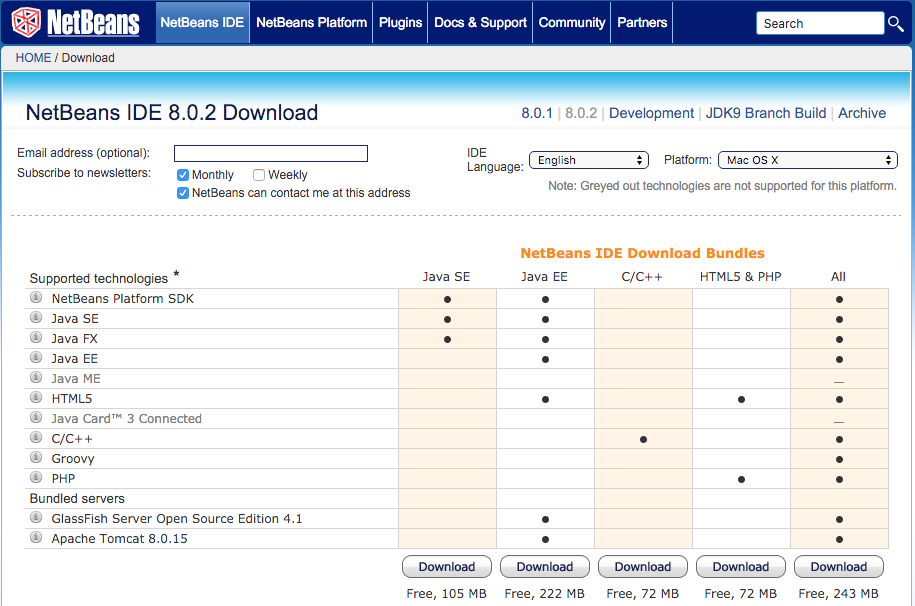 NetBeans
NetBeans IDE
NetBeans Platform
Plugins
Docs & Support
Community
Partners
Search
HOME / Download
NetBeans IDE 8.0.2 Download
8.0.1 | 8.0.2 | Development | JDK9 Branch Build | Archive
Email address (optional):
Subscribe to newsletters:
Monthly
Weekly
NetBeans can contact me at this address
IDE
Language:
English
Platform:
Mac OS X
Note: Greyed out technologies are not supported for this platform.
NetBeans IDE Download Bundles
Supported technologies *
Java SE
Java EE
C/C++
HTML5 & PHP
All
NetBeans Platform SDK • • •
Java SE • • •
Java FX • • •
Java EE • •
Java ME —
HTML5 • • •
Java Card™ 3 Connected —
C/C++ • •
Groovy •
PHP • •
Bundled servers
GlassFish Server Open Source Edition 4.1 • •
Apache Tomcat 8.0.15 • •
Download Download Download Download Download
Free, 105 MB Free, 222 MB Free, 72 MB Free, 72 MB Free, 243 MB